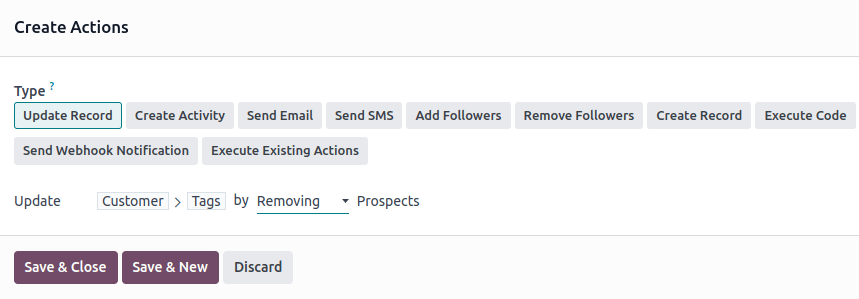 Create Actions
Type ?
Update Record Create Activity Send Email Send SMS Add Followers Remove Followers Create Record Execute Code
Send Webhook Notification Execute Existing Actions
Update Customer > Tags by Removing Prospects
Save & Close Save & New Discard